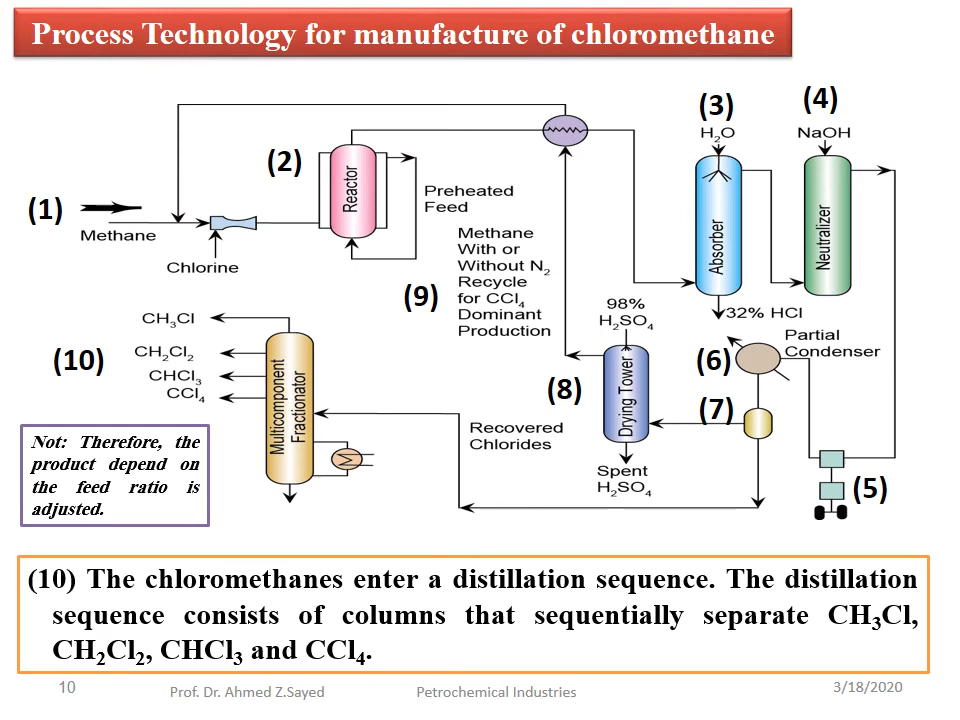 Process Technology for manufacture of chloromethane
(1)
Methane
Chlorine
(2)
Reactor
Preheated
Feed
(3)
H₂O
Absorber
32% HCl
(4)
NaOH
Neutralizer
(5)
Partial
Condenser
(6)
(7)
98%
H₂SO₄
(8)
Drying Tower
Spent
H₂SO₄
(9)
Methane
With or
Without N₂
Recycle
for CCl₄
Dominant
Production
Recovered
Chlorides
(10)
CH₃Cl
CH₂Cl₂
CHCl₃
CCl₄
Multicomponent
Fractionator
Not: Therefore, the
product depend on
the feed ratio is
adjusted.
(10) The chloromethanes enter a distillation sequence. The distillation
sequence consists of columns that sequentially separate CH₃Cl,
CH₂Cl₂, CHCl₃ and CCl₄.
10
Prof. Dr. Ahmed Z.Sayed
Petrochemical Industries
3/18/2020